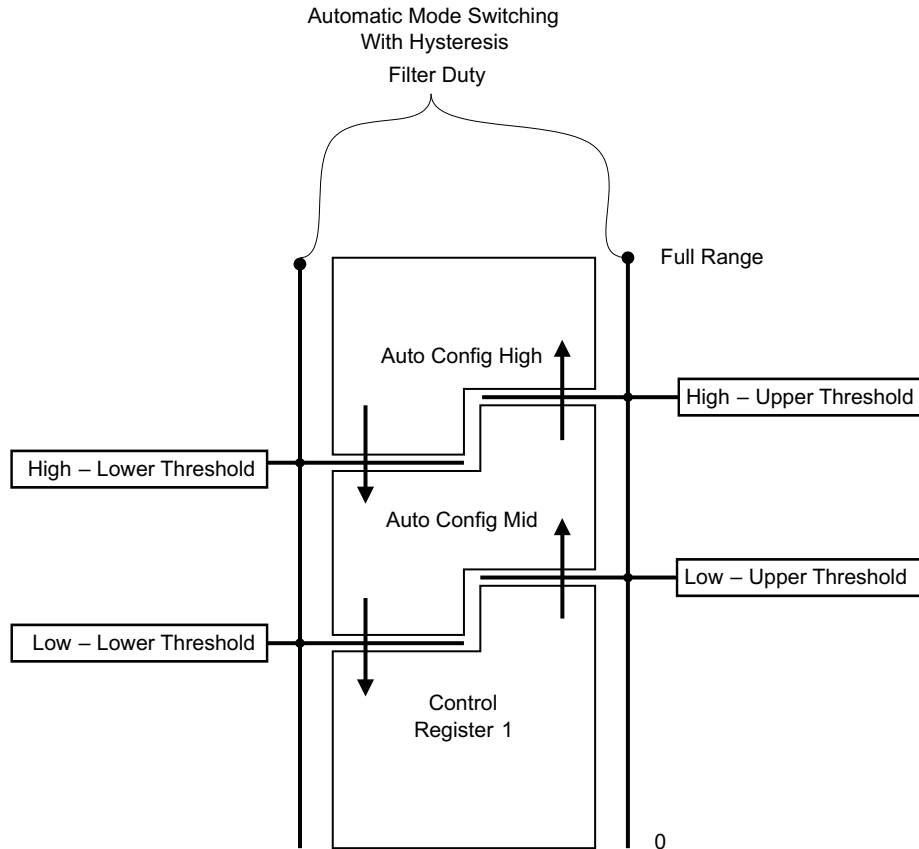 Automatic Mode Switching
With Hysteresis
Filter Duty
Full Range
Auto Config High
High – Upper Threshold
High – Lower Threshold
Auto Config Mid
Low – Upper Threshold
Low – Lower Threshold
Control
Register 1
0